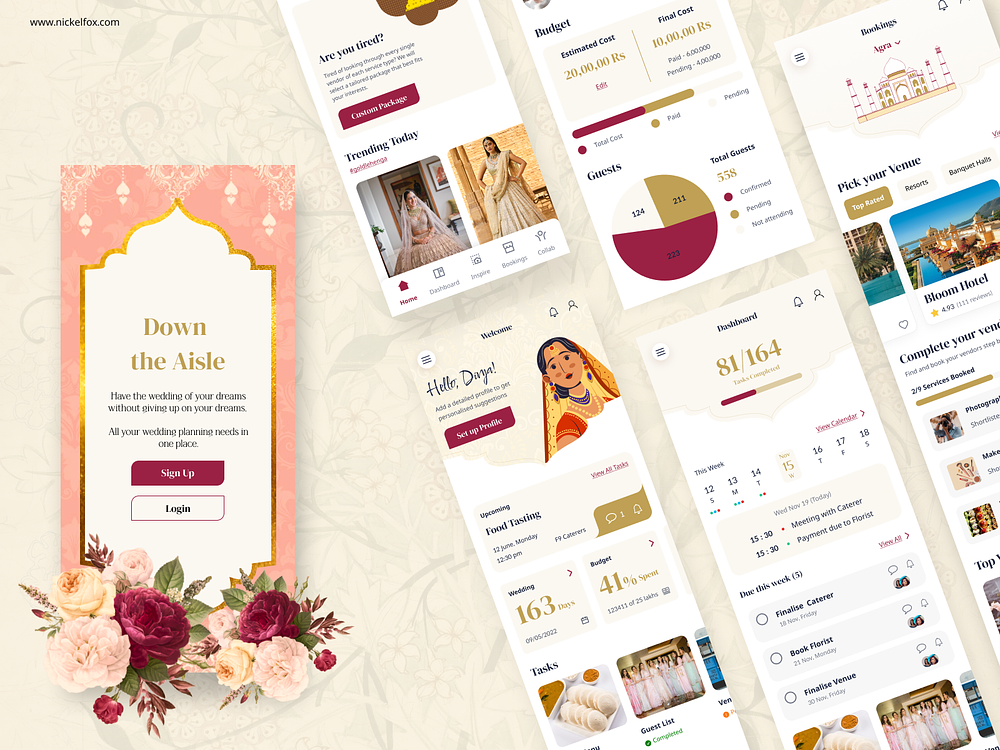 www.nickelfox.com
Down
the Aisle
Have the wedding of your dreams
without giving up on your dreams.
All your wedding planning needs in
one place.
Sign Up
Login
Are you tired?
Tired of looking through every single
vendor of each service type? We will
select a tailored package that best fits
your interests.
Custom Package
Trending Today
#goldlehenga
Home
Dashboard
Inspire
Bookings
Collab
Budget
Estimated Cost
20,00,00 Rs
Edit
Final Cost
10,00,00 Rs
Paid - 6,00,000
Pending - 4,00,000
Total Cost
Paid
Pending
Guests
124
211
223
Total Guests
558
Confirmed
Pending
Not attending
Bookings
Agra
Pick your Venue
Top Rated
Resorts
Banquet Halls
Bloom Hotel
4.93 (111 reviews)
Complete your
Find and book your vendors step
2/9 Services Booked
Shortliste
Welcome
Hello, Divya!
Add a detailed profile to get
personalised suggestions
Set up Profile
View All Tasks
Upcoming
Food Tasting
12 June, Monday
12:30 pm
F9 Caterers
1
Wedding
163 Days
09/05/2022
Budget
41% Spent
123411 of 25 lakhs
Tasks
Guest List
Completed
Dashboard
81/164
Tasks Completed
View Calendar
This Week
12 13 14 Nov 15 16 17 18
S M T W T F S
Wed Nov 19 (Today)
15 : 30 Meeting with Caterer
15 : 30 Payment due to Florist
View All
Due this week (5)
Finalise Caterer
18 Nov, Friday
Book Florist
21 Nov, Monday
Finalise Venue
30 Nov, Friday